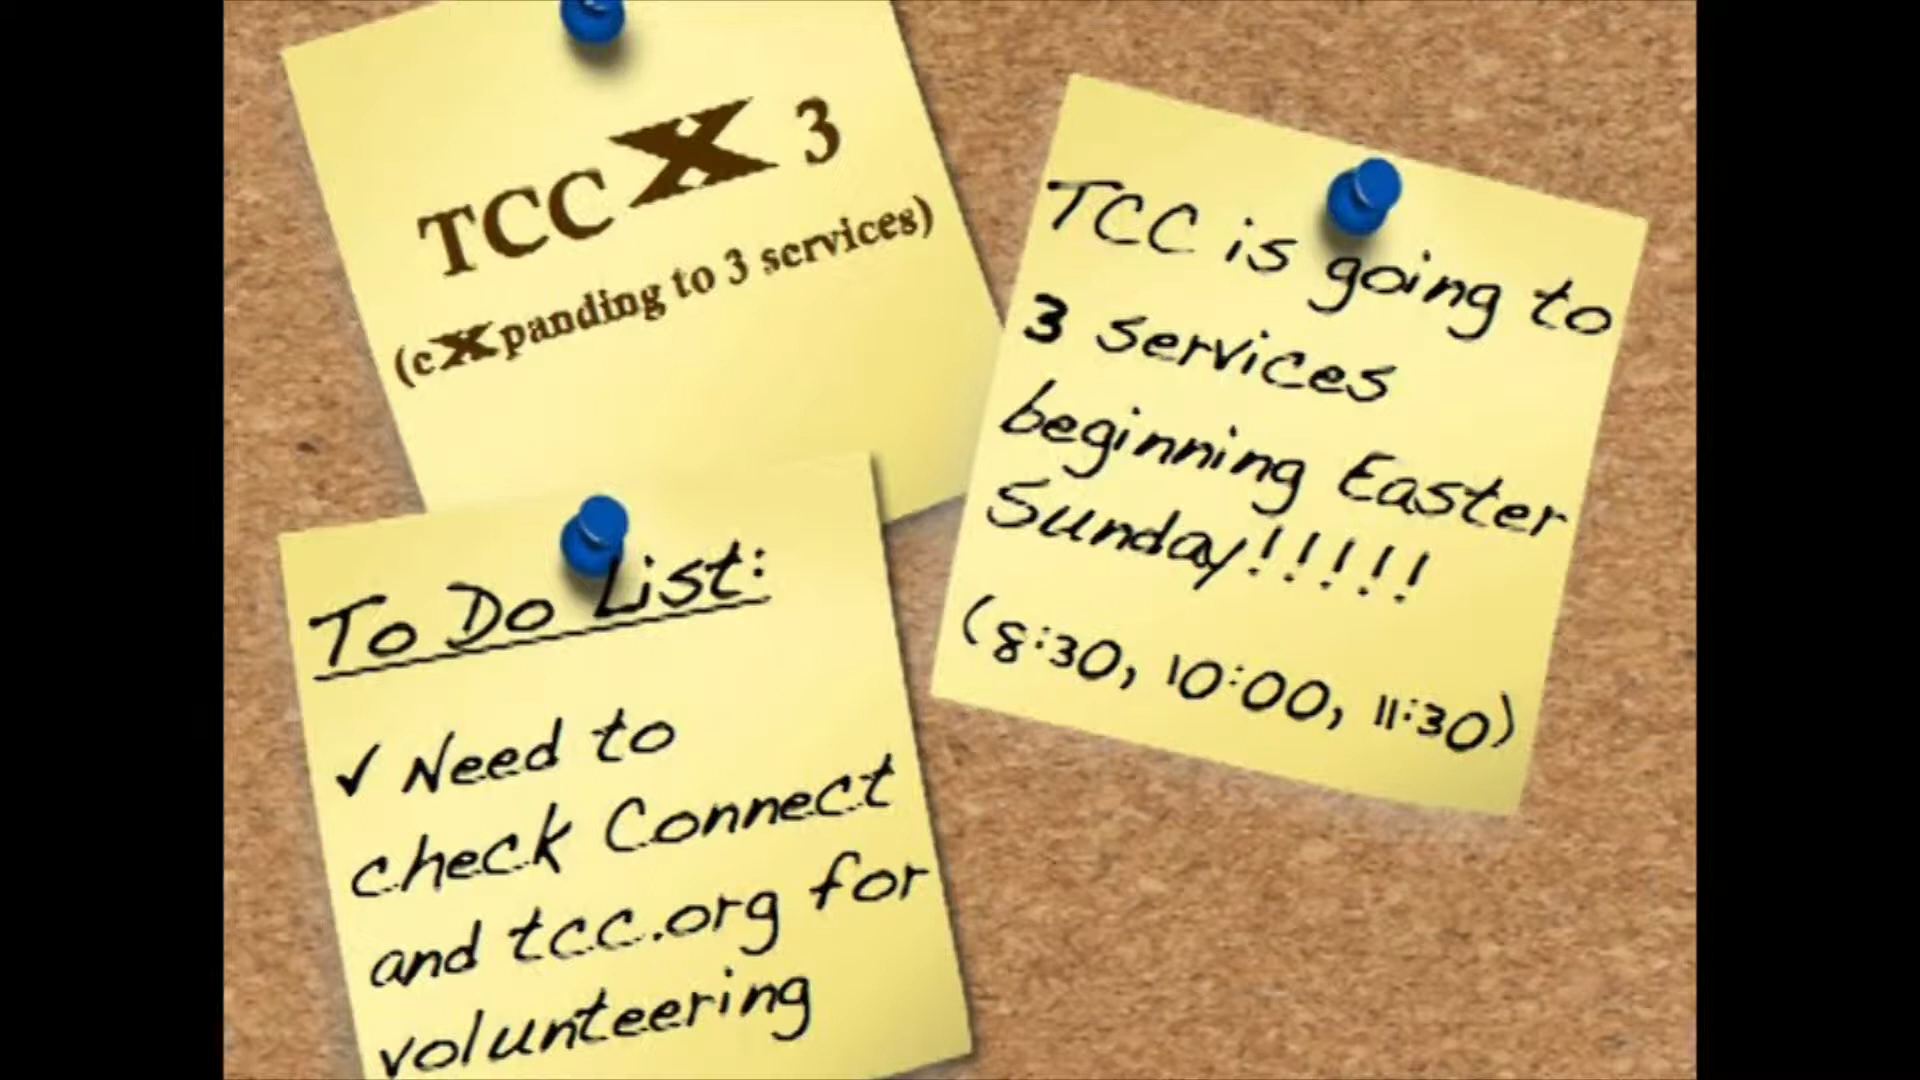 TCC X 3
(eXpanding to 3 services)
TCC is going to
3 services
beginning Easter
Sunday!!!!!
(8:30, 10:00, 11:30)
To Do List:
✓ Need to
check Connect
and tcc.org for
volunteering